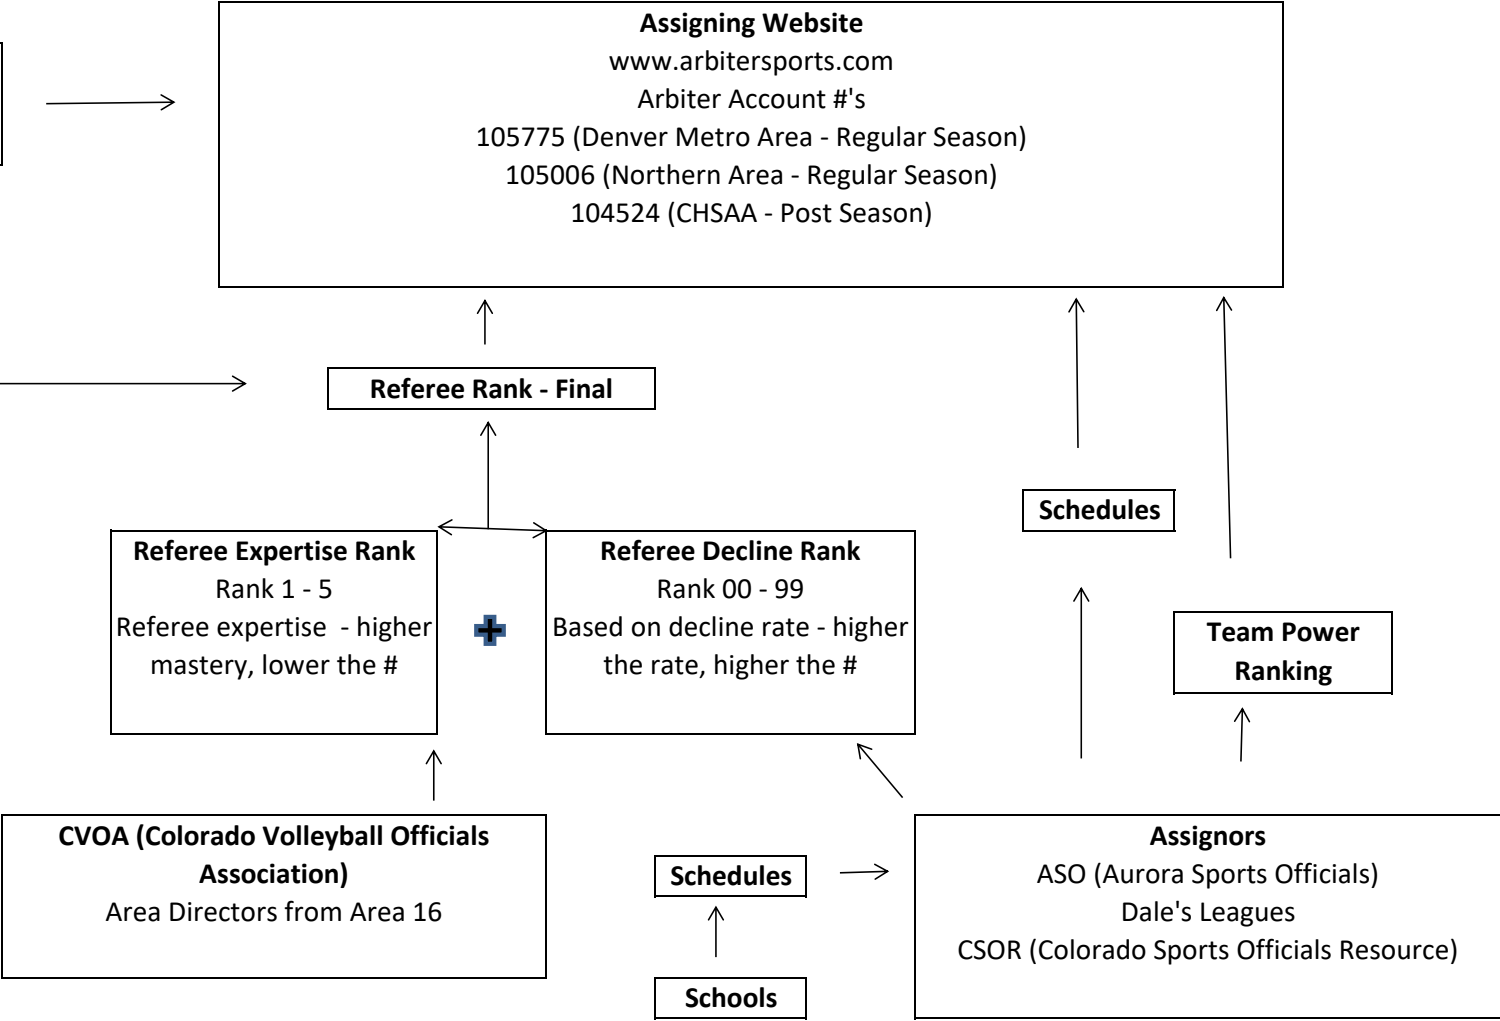 Assigning Website
www.arbitersports.com
Arbiter Account #'s
105775 (Denver Metro Area - Regular Season)
105006 (Northern Area - Regular Season)
104524 (CHSAA - Post Season)
Referee Rank - Final
Schedules
Referee Expertise Rank
Rank 1 - 5
Referee expertise  - higher
mastery, lower the #
Referee Decline Rank
Rank 00 - 99
Based on decline rate - higher
the rate, higher the #
Team Power
Ranking
CVOA (Colorado Volleyball Officials
Association)
Area Directors from Area 16
Schedules
Schools
Assignors
ASO (Aurora Sports Officials)
Dale's Leagues
CSOR (Colorado Sports Officials Resource)